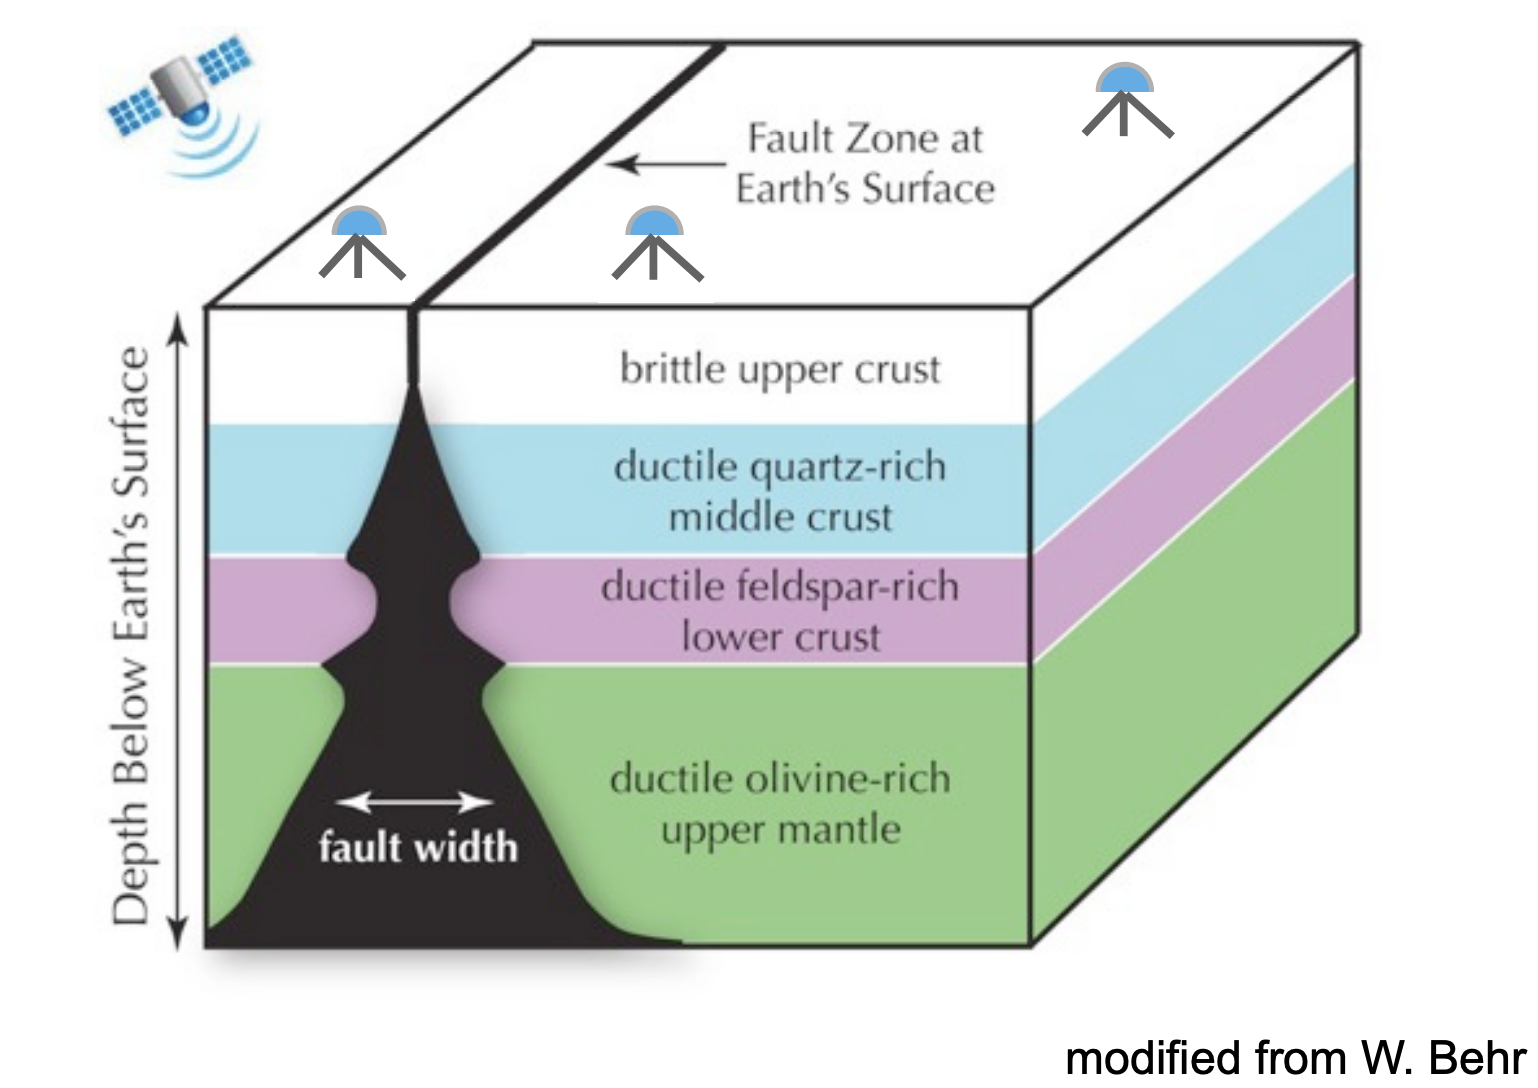 Fault Zone at
Earth's Surface
Depth Below Earth's Surface
brittle upper crust
ductile quartz-rich
middle crust
ductile feldspar-rich
lower crust
ductile olivine-rich
upper mantle
fault width
modified from W. Behr